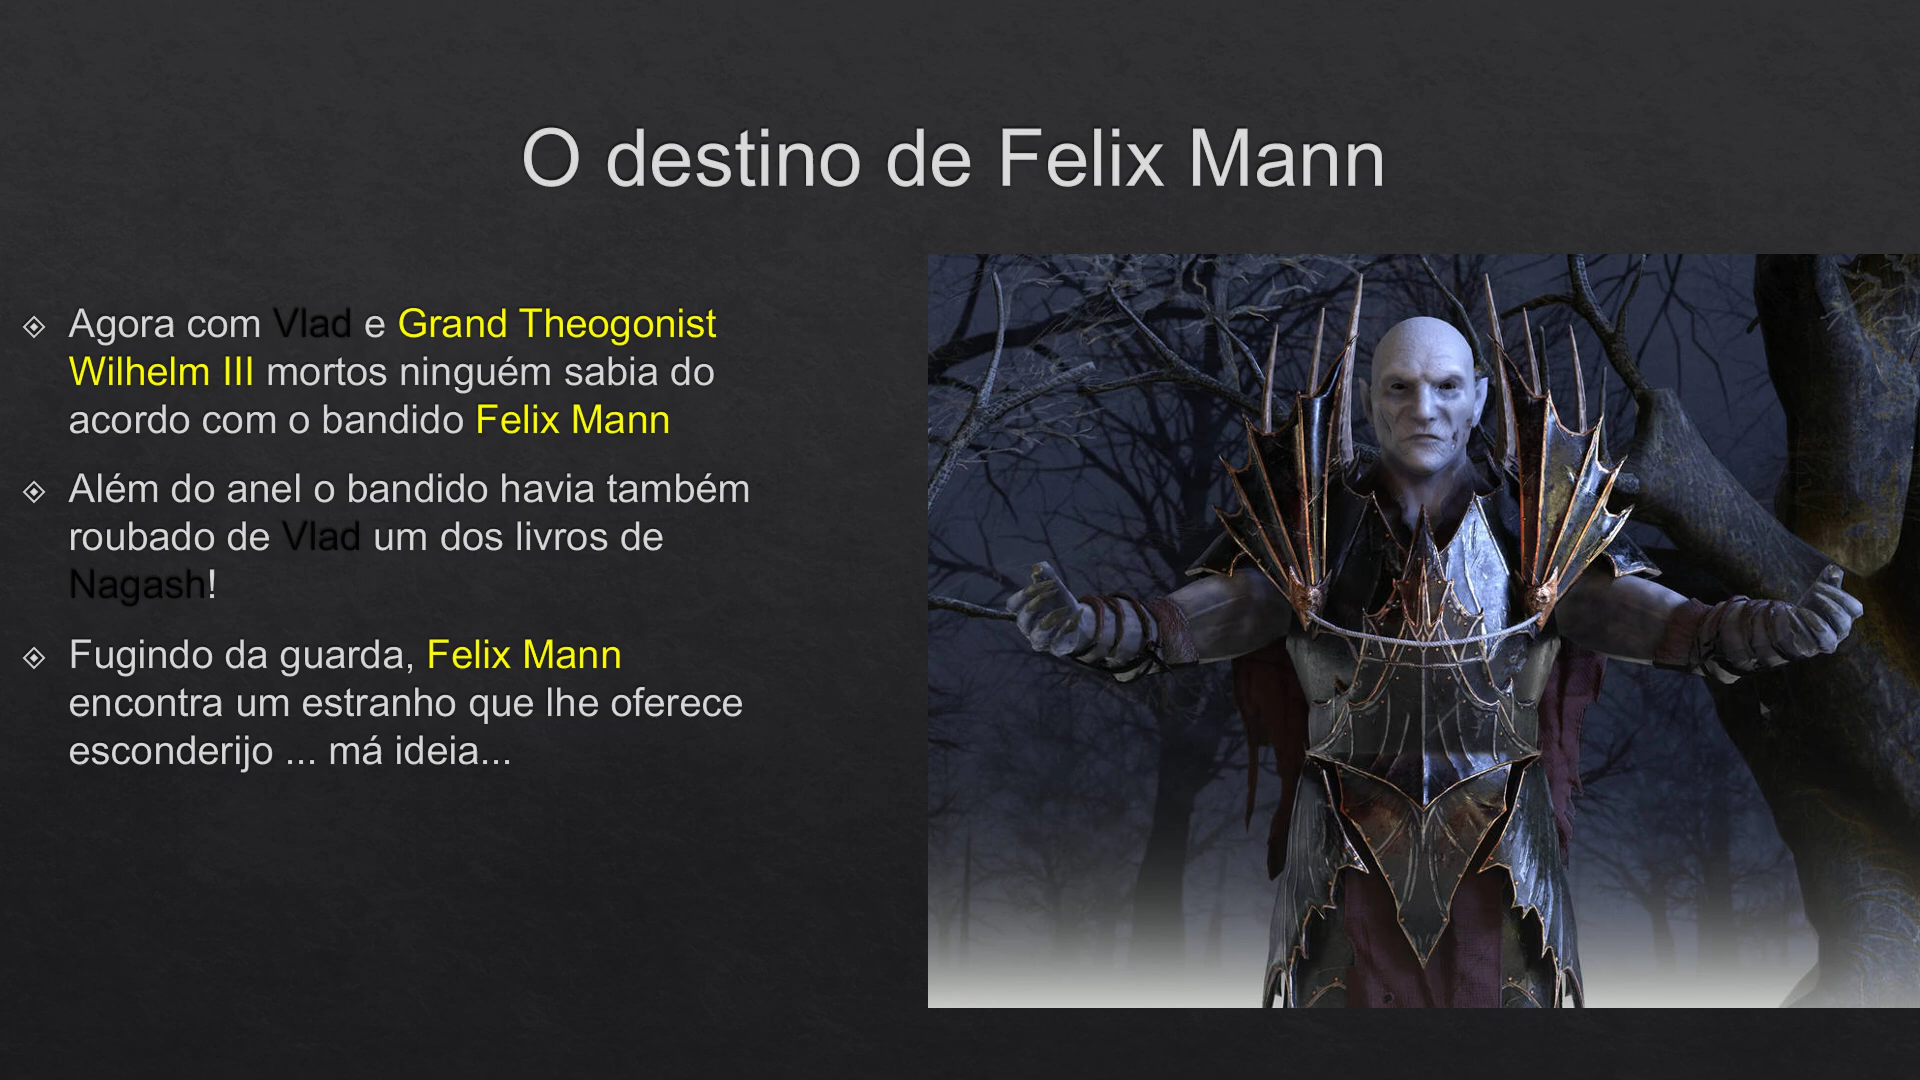 O destino de Felix Mann
Agora com Vlad e Grand Theogonist
Wilhelm III mortos ninguém sabia do
acordo com o bandido Felix Mann
Além do anel o bandido havia também
roubado de Vlad um dos livros de
Nagash!
Fugindo da guarda, Felix Mann
encontra um estranho que lhe oferece
esconderijo ... má ideia...